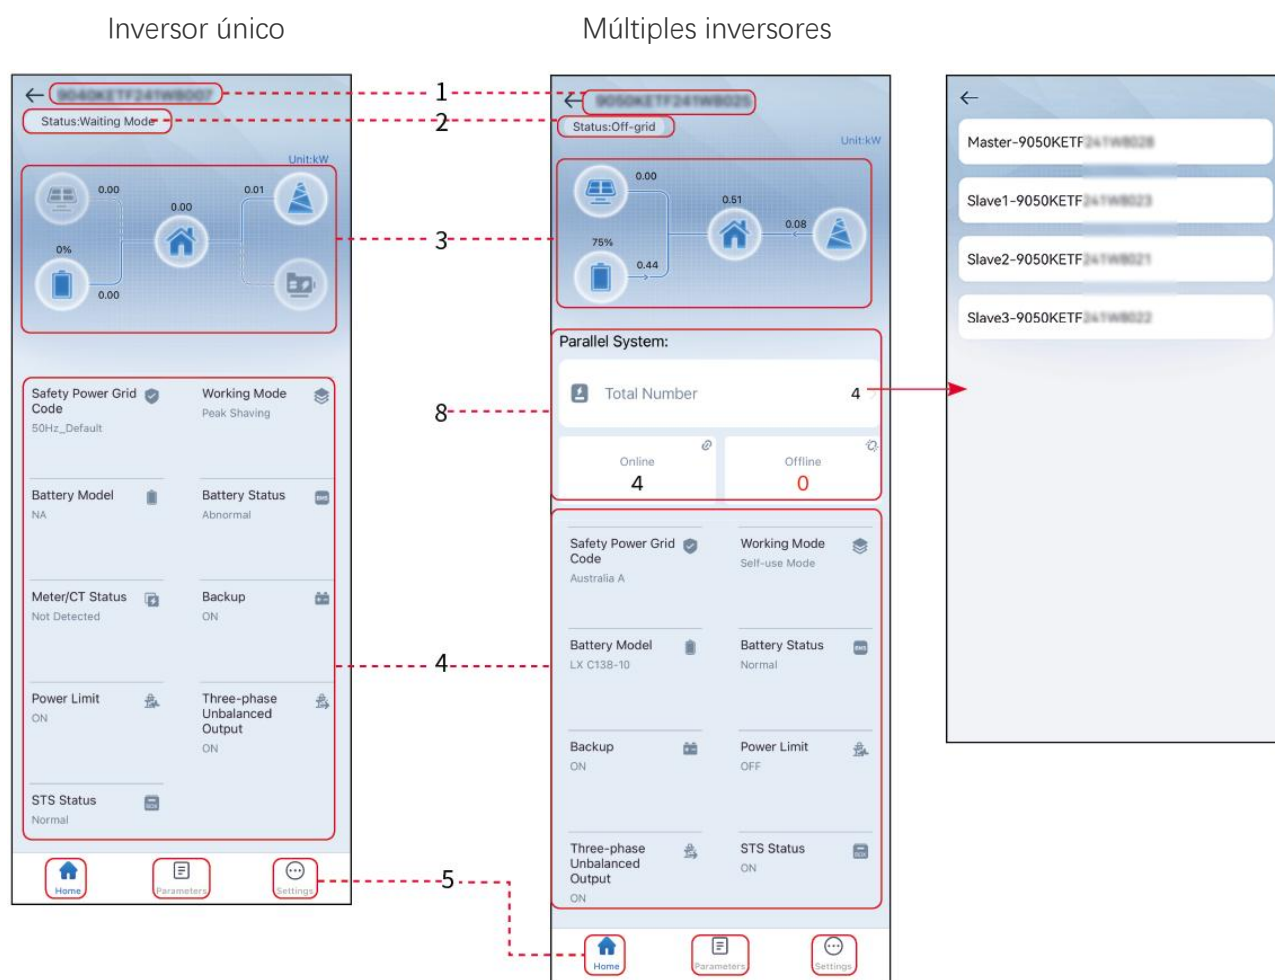 Inversor único
Múltiples inversores
Status:Waiting Mode
Unit:kW
0.00
0.01
0.00
0%
0.00
Safety Power Grid
Code
50Hz_Default
Working Mode
Peak Shaving
Battery Model
NA
Battery Status
Abnormal
Meter/CT Status
Not Detected
Backup
ON
Power Limit
ON
Three-phase
Unbalanced
Output
ON
STS Status
Normal
Home
Parameters
Settings
1
2
3
8
4
5
Status:Off-grid
Unit:kW
0.00
0.51
0.08
75%
0.44
Parallel System:
Total Number
4
Online
4
Offline
0
Safety Power Grid
Code
Australia A
Working Mode
Self-use Mode
Battery Model
LX C138-10
Battery Status
Normal
Backup
ON
Power Limit
OFF
Three-phase
Unbalanced
Output
ON
STS Status
ON
Home
Parameters
Settings
Master-9050KETF
Slave1-9050KETF
Slave2-9050KETF
Slave3-9050KETF